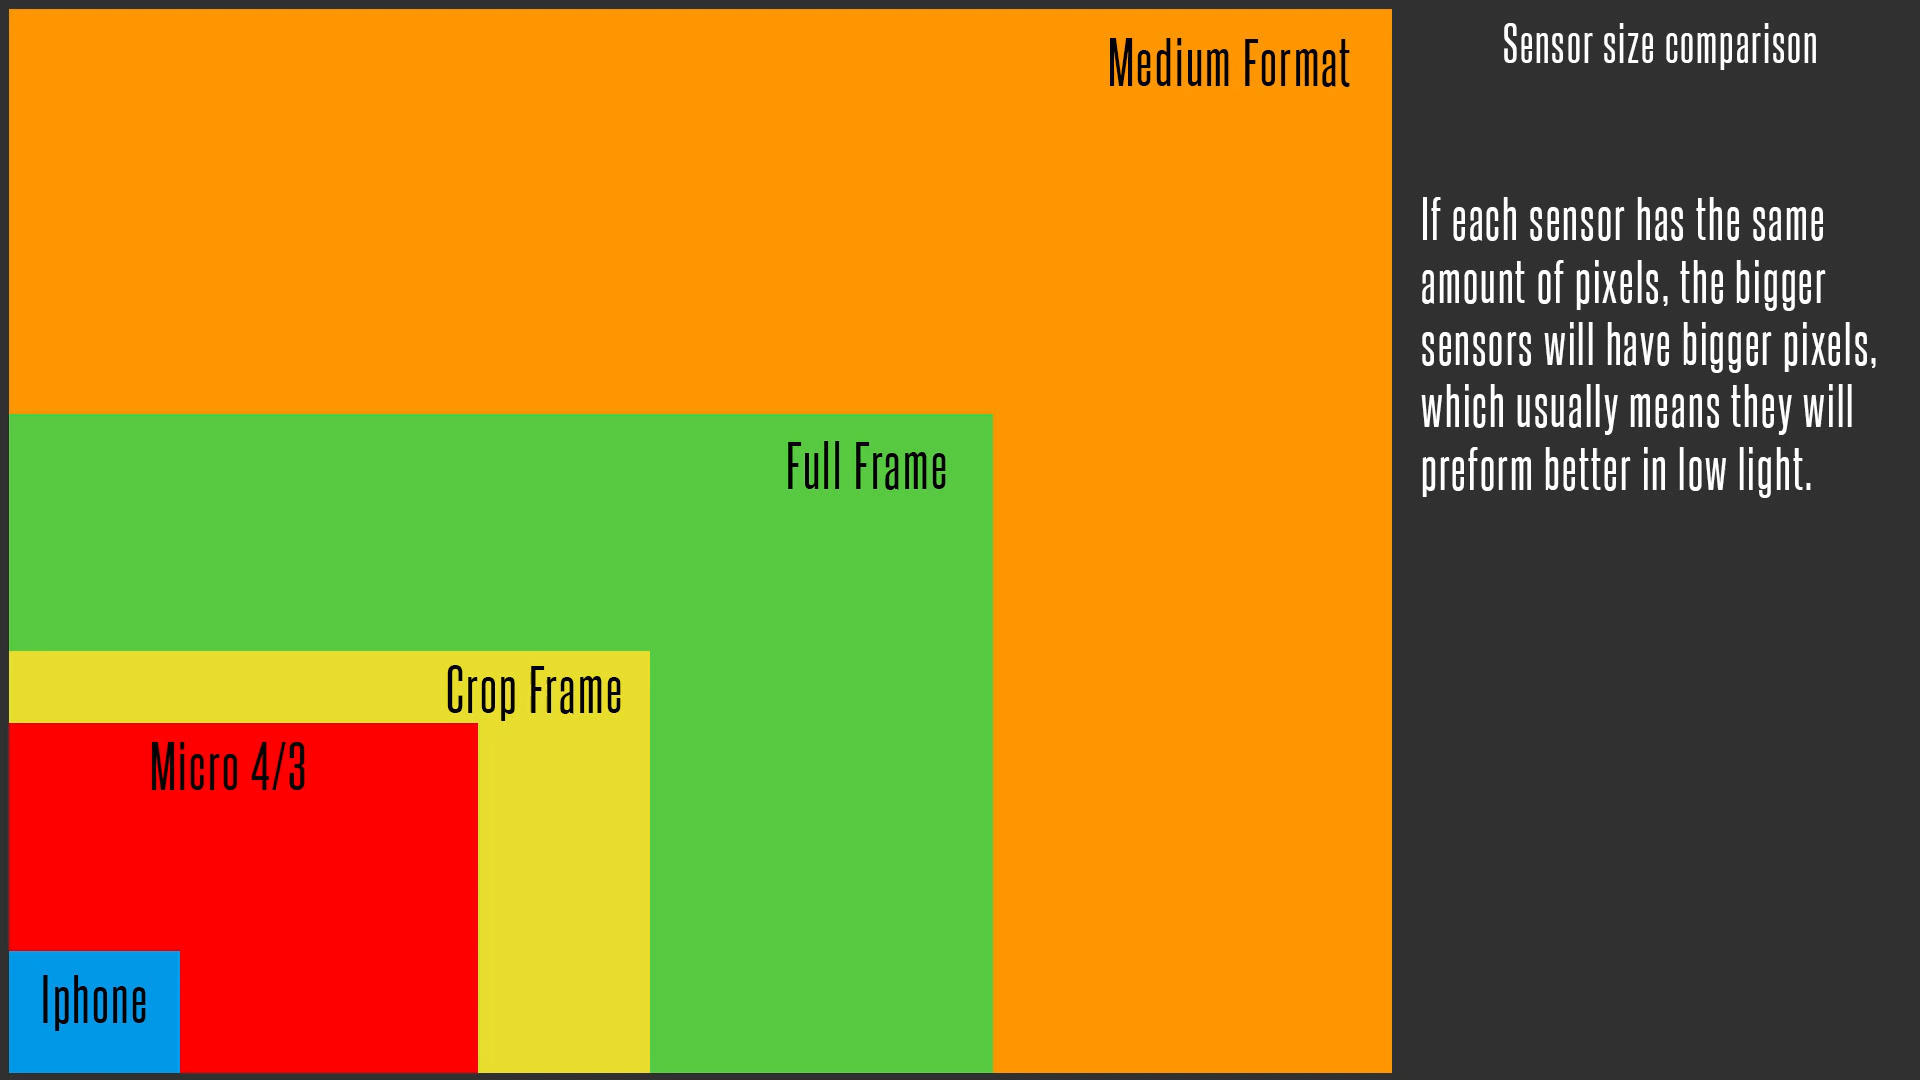 Medium Format
Sensor size comparison
If each sensor has the same
amount of pixels, the bigger
sensors will have bigger pixels,
which usually means they will
preform better in low light.
Full Frame
Crop Frame
Micro 4/3
Iphone